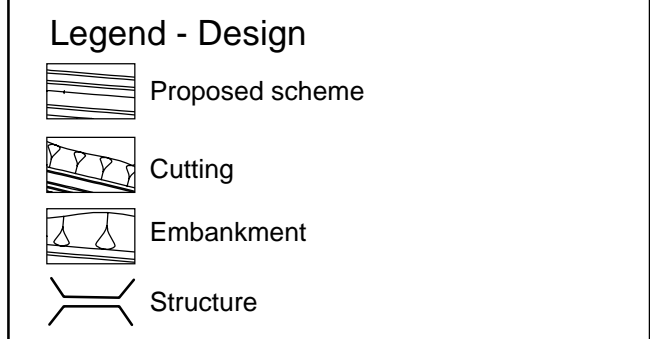 Legend - Design
Proposed scheme
Cutting
Embankment
Structure